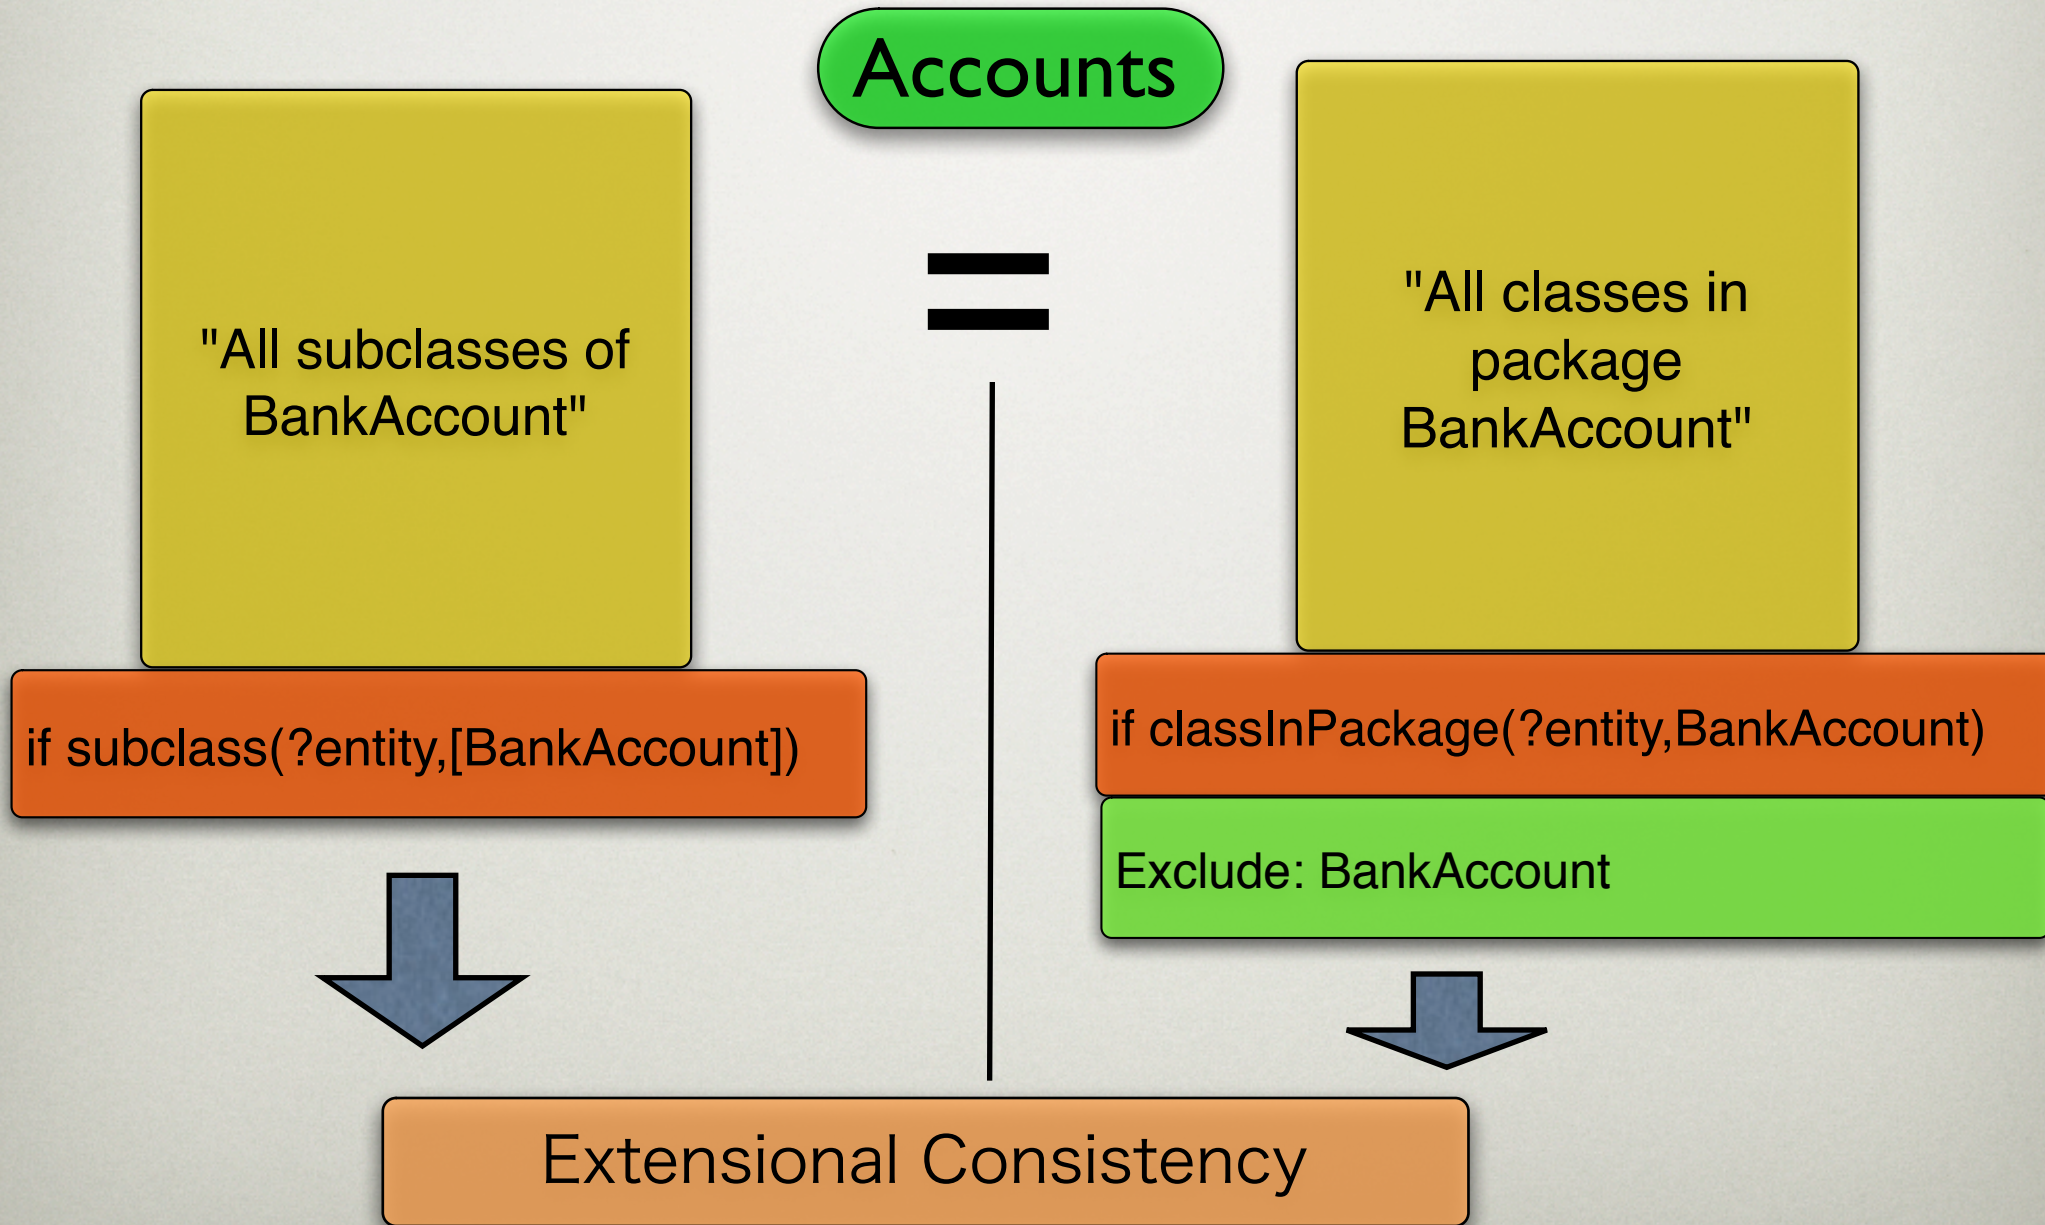 Accounts
"All subclasses of
BankAccount"
=
"All classes in
package
BankAccount"
if subclass(?entity,[BankAccount])
if classInPackage(?entity,BankAccount)
Exclude: BankAccount
Extensional Consistency